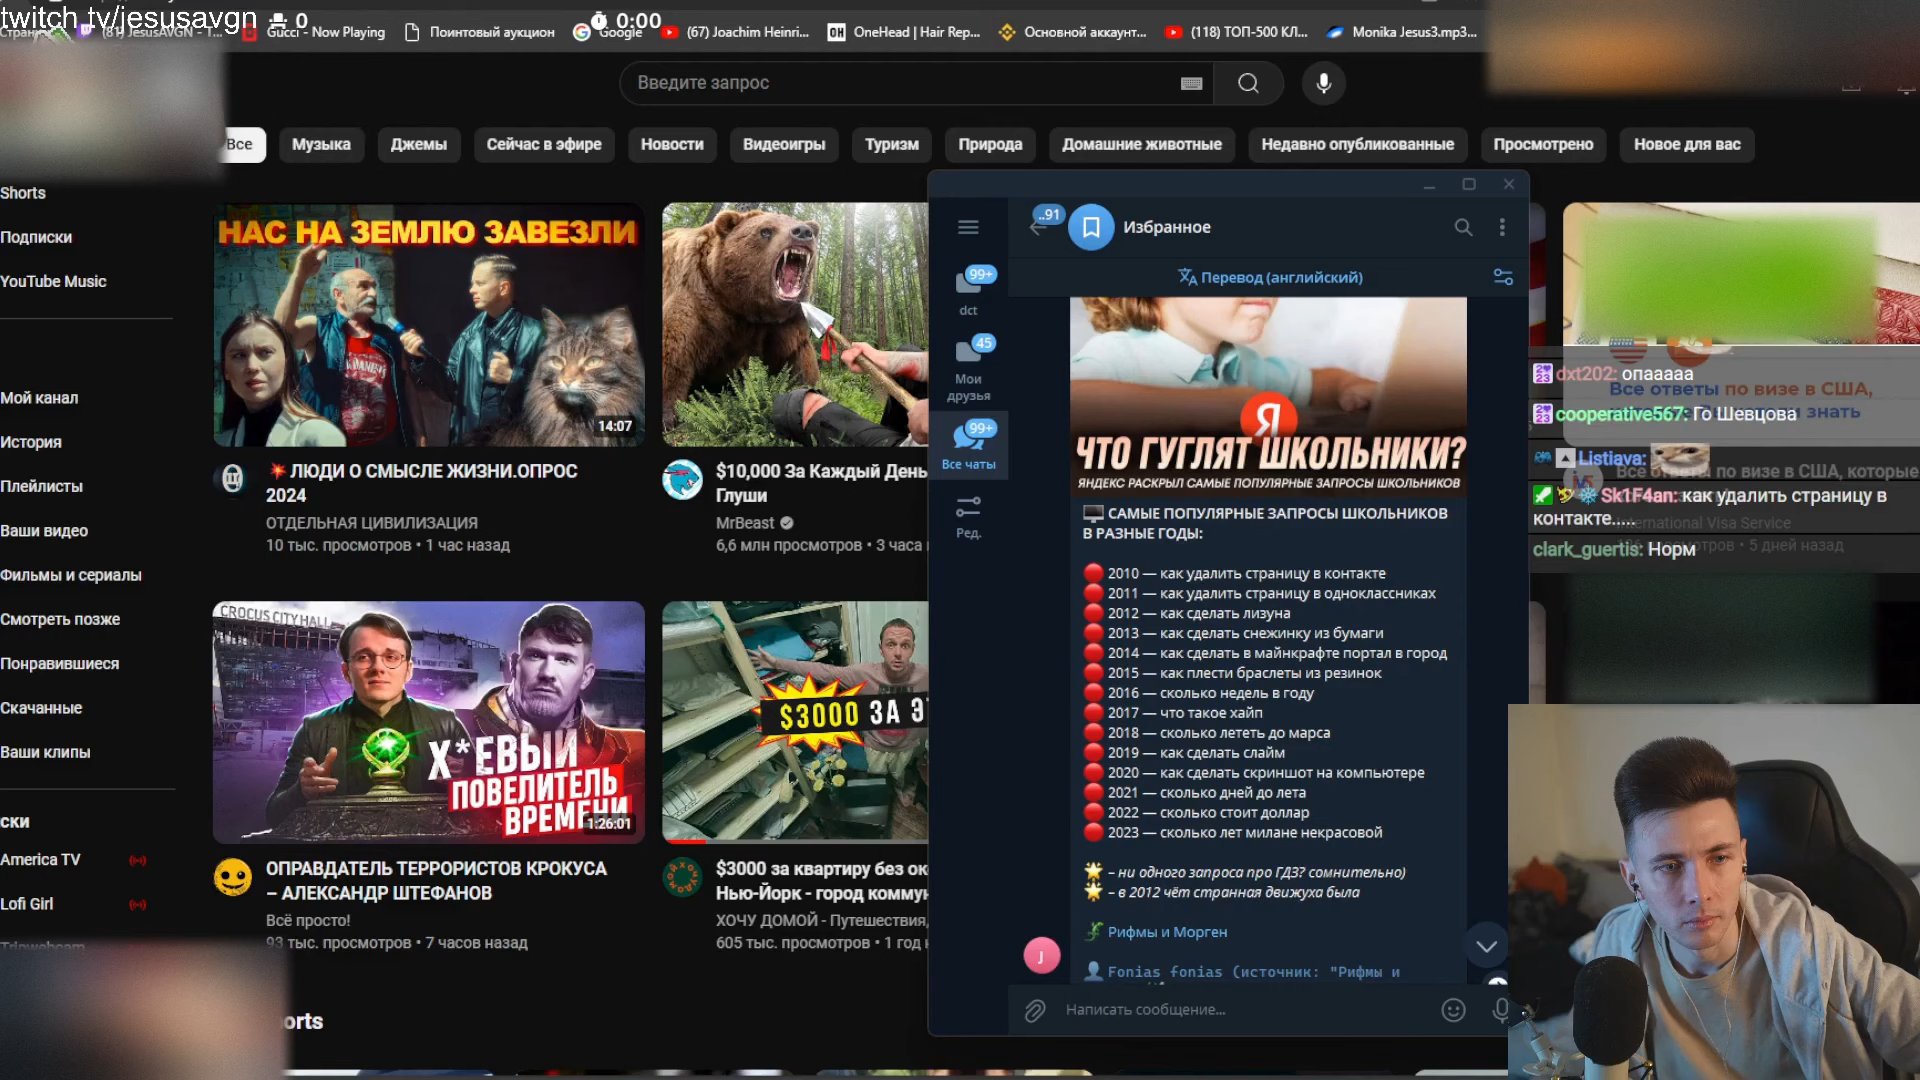 twitch.tv/jesusavgn
0
0:00
(81) JesusAVGN - T...
Gucci - Now Playing
Поинтовый аукцион
Google
(67) Joachim Heinri...
OneHead | Hair Rep...
Основной аккаунт...
(118) ТОП-500 КЛ...
Monika Jesus3.mp3...
Введите запрос
Все
Музыка
Джемы
Сейчас в эфире
Новости
Видеоигры
Туризм
Природа
Домашние животные
Недавно опубликованные
Просмотрено
Новое для вас
Shorts
Подписки
YouTube Music
Мой канал
История
Плейлисты
Ваши видео
Фильмы и сериалы
Смотреть позже
Понравившиеся
Скачанные
Ваши клипы
ски
America TV
Lofi Girl
НАС НА ЗЕМЛЮ ЗАВЕЗЛИ
14:07
ЛЮДИ О СМЫСЛЕ ЖИЗНИ.ОПРОС
2024
ОТДЕЛЬНАЯ ЦИВИЛИЗАЦИЯ
10 тыс. просмотров • 1 час назад
$10,000 За Каждый День
Глуши
MrBeast
6,6 млн просмотров • 3 часа
CROCUS CITY HALL
Х*ЕВЫЙ
ПОВЕЛИТЕЛЬ
ВРЕМЕНИ
1:26:01
ОПРАВДАТЕЛЬ ТЕРРОРИСТОВ КРОКУСА
– АЛЕКСАНДР ШТЕФАНОВ
Всё просто!
93 тыс. просмотров • 7 часов назад
$3000 ЗА
$3000 за квартиру без ок
Нью-Йорк - город комму
ХОЧУ ДОМОЙ - Путешествия,
605 тыс. просмотров • 1 год
orts
..91
Избранное
Перевод (английский)
99+
dct
45
Мои
друзья
99+
Все чаты
Ред.
Я
ЧТО ГУГЛЯТ ШКОЛЬНИКИ?
ЯНДЕКС РАСКРЫЛ САМЫЕ ПОПУЛЯРНЫЕ ЗАПРОСЫ ШКОЛЬНИКОВ
САМЫЕ ПОПУЛЯРНЫЕ ЗАПРОСЫ ШКОЛЬНИКОВ
В РАЗНЫЕ ГОДЫ:
2010 — как удалить страницу в контакте
2011 — как удалить страницу в одноклассниках
2012 — как сделать лизуна
2013 — как сделать снежинку из бумаги
2014 — как сделать в майнкрафте портал в город
2015 — как плести браслеты из резинок
2016 — сколько недель в году
2017 — что такое хайп
2018 — сколько лететь до марса
2019 — как сделать слайм
2020 — как сделать скриншот на компьютере
2021 — сколько дней до лета
2022 — сколько стоит доллар
2023 — сколько лет милане некрасовой
– ни одного запроса про ГДЗ? сомнительно)
– в 2012 чёт странная движуха была
Рифмы и Морген
Fonias fonias (источник: "Рифмы и
J
Написать сообщение...
dxt202: опааааа
Все ответы по визе в США,
cooperative567: Го Шевцова
знать
Listiava:
Все ответы по визе в США, которые
Sk1F4an: как удалить страницу в
контакте.....
International Visa Service
clark_guertis: Норм
просмотров • 5 дней назад